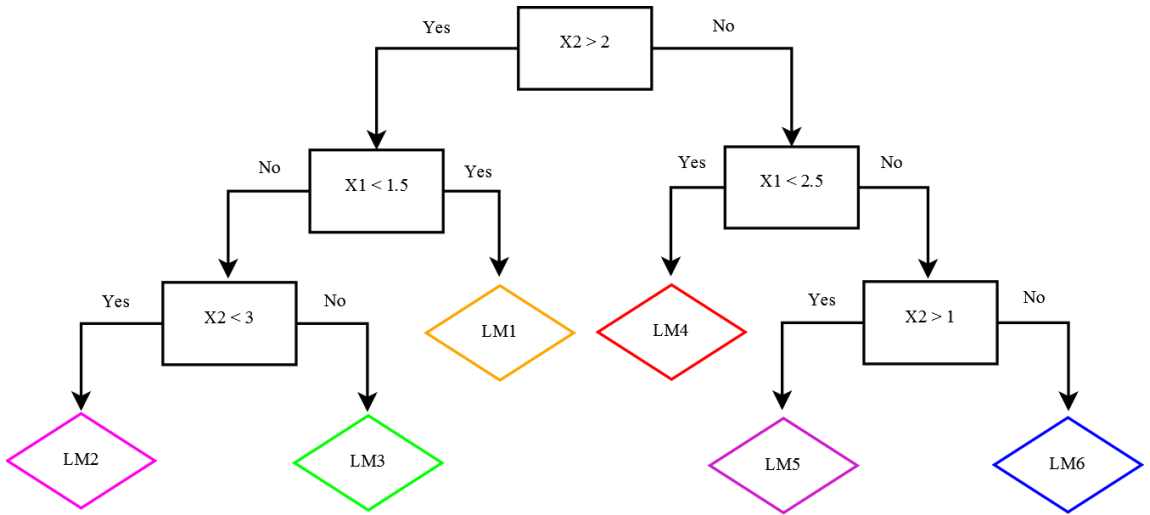 Yes
X2 > 2
No
No
X1 < 1.5
Yes
Yes
X1 < 2.5
No
Yes
X2 < 3
No
LM1
LM4
Yes
X2 > 1
No
LM2
LM3
LM5
LM6